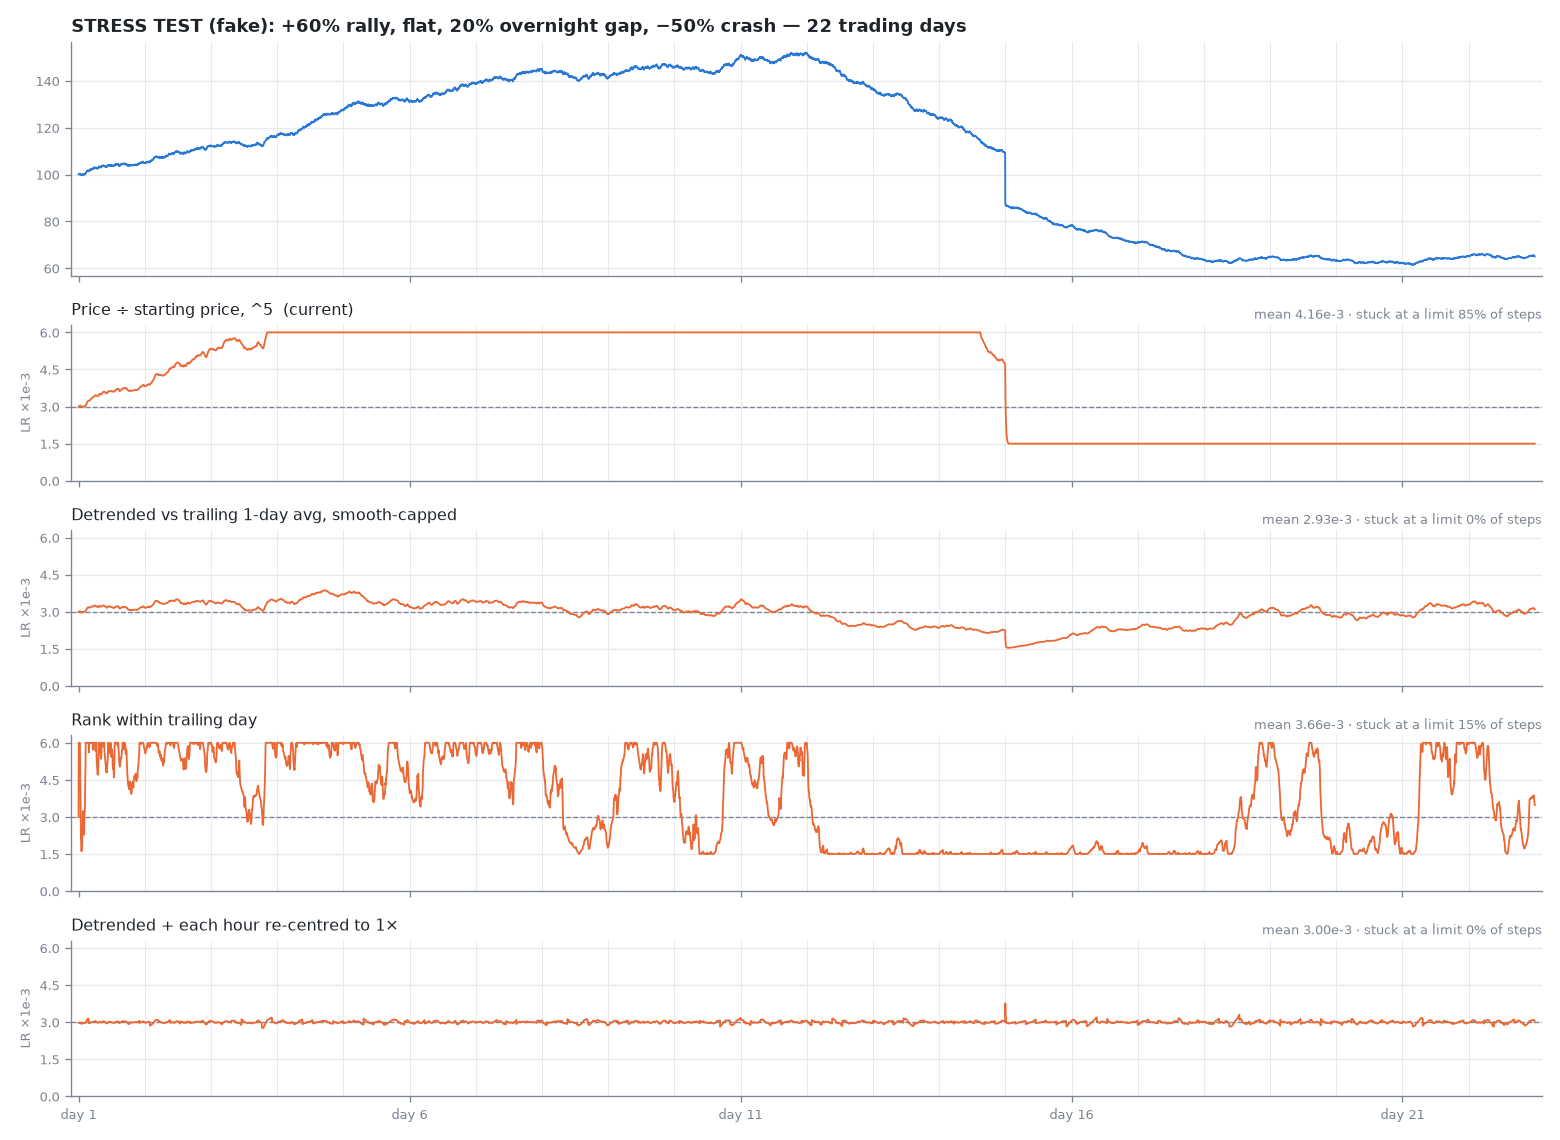 STRESS TEST (fake): +60% rally, flat, 20% overnight gap, −50% crash — 22 trading days
140
120
100
80
60
Price ÷ starting price, ^5  (current)
mean 4.16e-3 · stuck at a limit 85% of steps
LR ×1e-3
6.0
4.5
3.0
1.5
0.0
Detrended vs trailing 1-day avg, smooth-capped
mean 2.93e-3 · stuck at a limit 0% of steps
LR ×1e-3
6.0
4.5
3.0
1.5
0.0
Rank within trailing day
mean 3.66e-3 · stuck at a limit 15% of steps
LR ×1e-3
6.0
4.5
3.0
1.5
0.0
Detrended + each hour re-centred to 1×
mean 3.00e-3 · stuck at a limit 0% of steps
LR ×1e-3
6.0
4.5
3.0
1.5
0.0
day 1 day 6 day 11 day 16 day 21